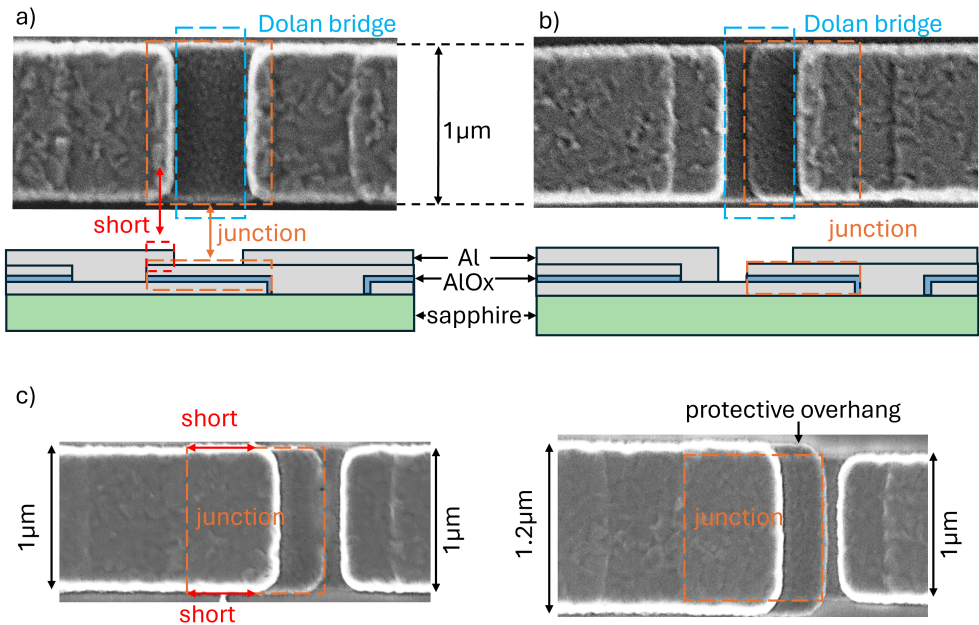 a)
Dolan bridge
b)
Dolan bridge
1μm
short
junction
junction
Al
AlOx
sapphire
c)
short
protective overhang
1μm
junction
1μm
1.2μm
junction
1μm
short